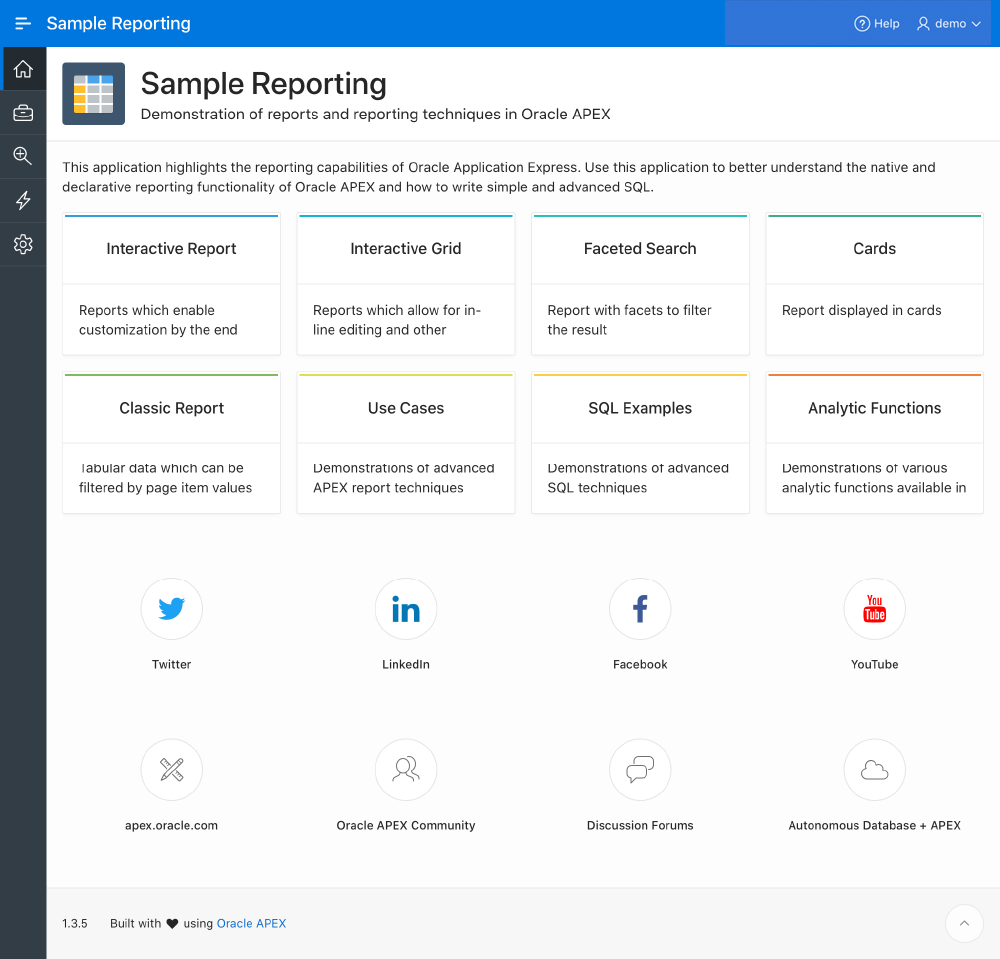 Sample Reporting
Help
demo
Sample Reporting
Demonstration of reports and reporting techniques in Oracle APEX
This application highlights the reporting capabilities of Oracle Application Express. Use this application to better understand the native and
declarative reporting functionality of Oracle APEX and how to write simple and advanced SQL.
Interactive Report
Reports which enable
customization by the end
Interactive Grid
Reports which allow for in-
line editing and other
Faceted Search
Report with facets to filter
the result
Cards
Report displayed in cards
Classic Report
Tabular data which can be
filtered by page item values
Use Cases
Demonstrations of advanced
APEX report techniques
SQL Examples
Demonstrations of advanced
SQL techniques
Analytic Functions
Demonstrations of various
analytic functions available in
Twitter
LinkedIn
Facebook
You
Tube
YouTube
apex.oracle.com
Oracle APEX Community
Discussion Forums
Autonomous Database + APEX
1.3.5
Built with ♥ using Oracle APEX